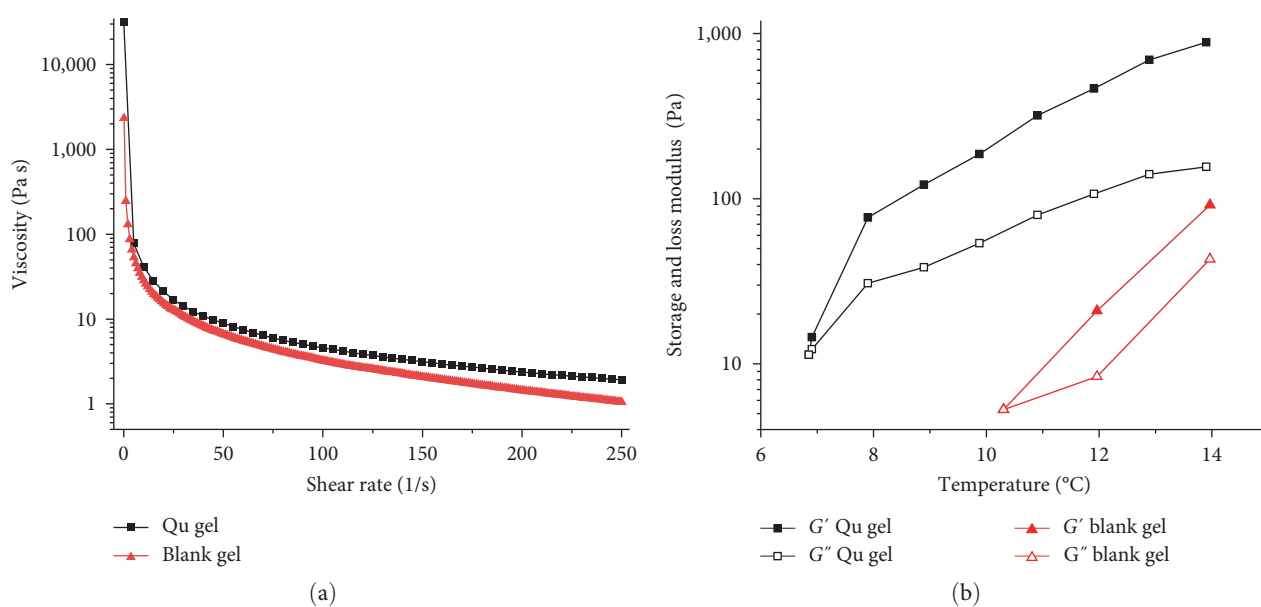 10,000
1,000
100
10
1
Viscosity (Pa s)
0
50
100
150
200
250
Shear rate (1/s)
Qu gel
Blank gel
(a)
1,000
100
10
Storage and loss modulus (Pa)
6
8
10
12
14
Temperature (°C)
G′ Qu gel
G″ Qu gel
G′ blank gel
G″ blank gel
(b)